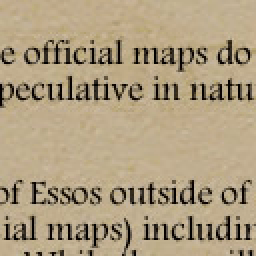 e official maps do
peculative in natu
of Essos outside of
ial maps) includin